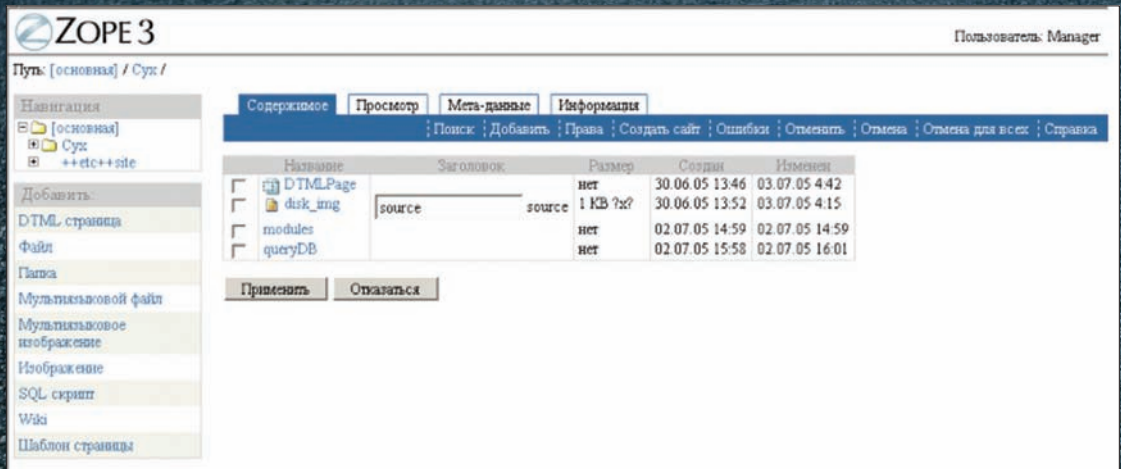 ZOPE 3
Пользователь: Manager
Путь: [основная] / Сух /
Навигация
[основная]
Сух
++etc++site
Добавить:
DTML страница
Файл
Папка
Мультиязыковой файл
Мультиязыковое
изображение
Изображение
SQL скрипт
Wiki
Шаблон страницы
Содержимое Просмотр Мета-данные Информация
Поиск Добавить Права Создать сайт Ошибки Отменить Отмена Отмена для всех Справка
Название Заголовок Размер Создан Изменен
DTMLPage нет 30.06.05 13:46 03.07.05 4:42
disk_img source source 1 KB ?x? 30.06.05 13:52 03.07.05 4:15
modules нет 02.07.05 14:59 02.07.05 14:59
queryDB нет 02.07.05 15:58 02.07.05 16:01
Применить Отказаться